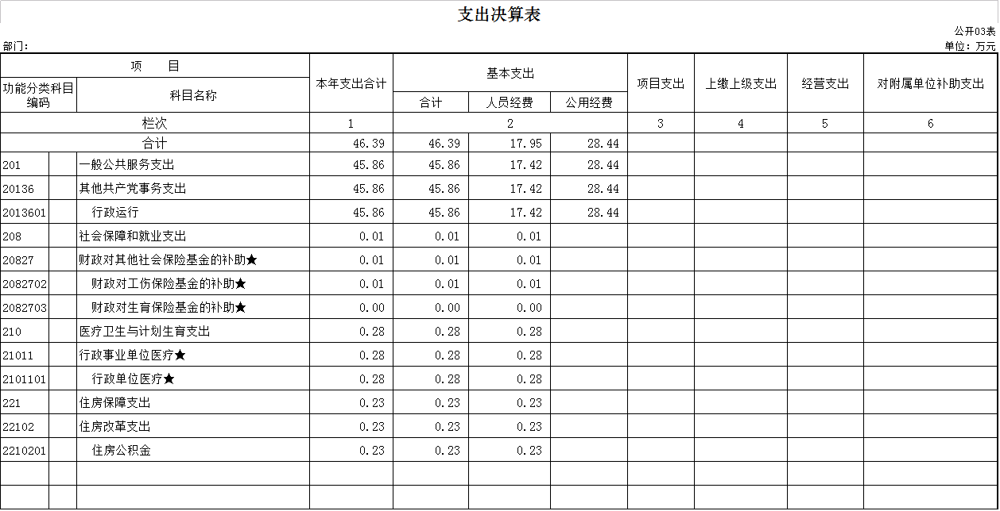 支出决算表
公开03表
部门：
单位：万元
项 目
本年支出合计
基本支出
项目支出
上缴上级支出
经营支出
对附属单位补助支出
功能分类科目
编码
科目名称
合计
人员经费
公用经费
栏次 1 2 3 4 5 6
合计 46.39 46.39 17.95 28.44
201 一般公共服务支出 45.86 45.86 17.42 28.44
20136 其他共产党事务支出 45.86 45.86 17.42 28.44
2013601 行政运行 45.86 45.86 17.42 28.44
208 社会保障和就业支出 0.01 0.01 0.01
20827 财政对其他社会保险基金的补助★ 0.01 0.01 0.01
2082702 财政对工伤保险基金的补助★ 0.01 0.01 0.01
2082703 财政对生育保险基金的补助★ 0.00 0.00 0.00
210 医疗卫生与计划生育支出 0.28 0.28 0.28
21011 行政事业单位医疗★ 0.28 0.28 0.28
2101101 行政单位医疗★ 0.28 0.28 0.28
221 住房保障支出 0.23 0.23 0.23
22102 住房改革支出 0.23 0.23 0.23
2210201 住房公积金 0.23 0.23 0.23